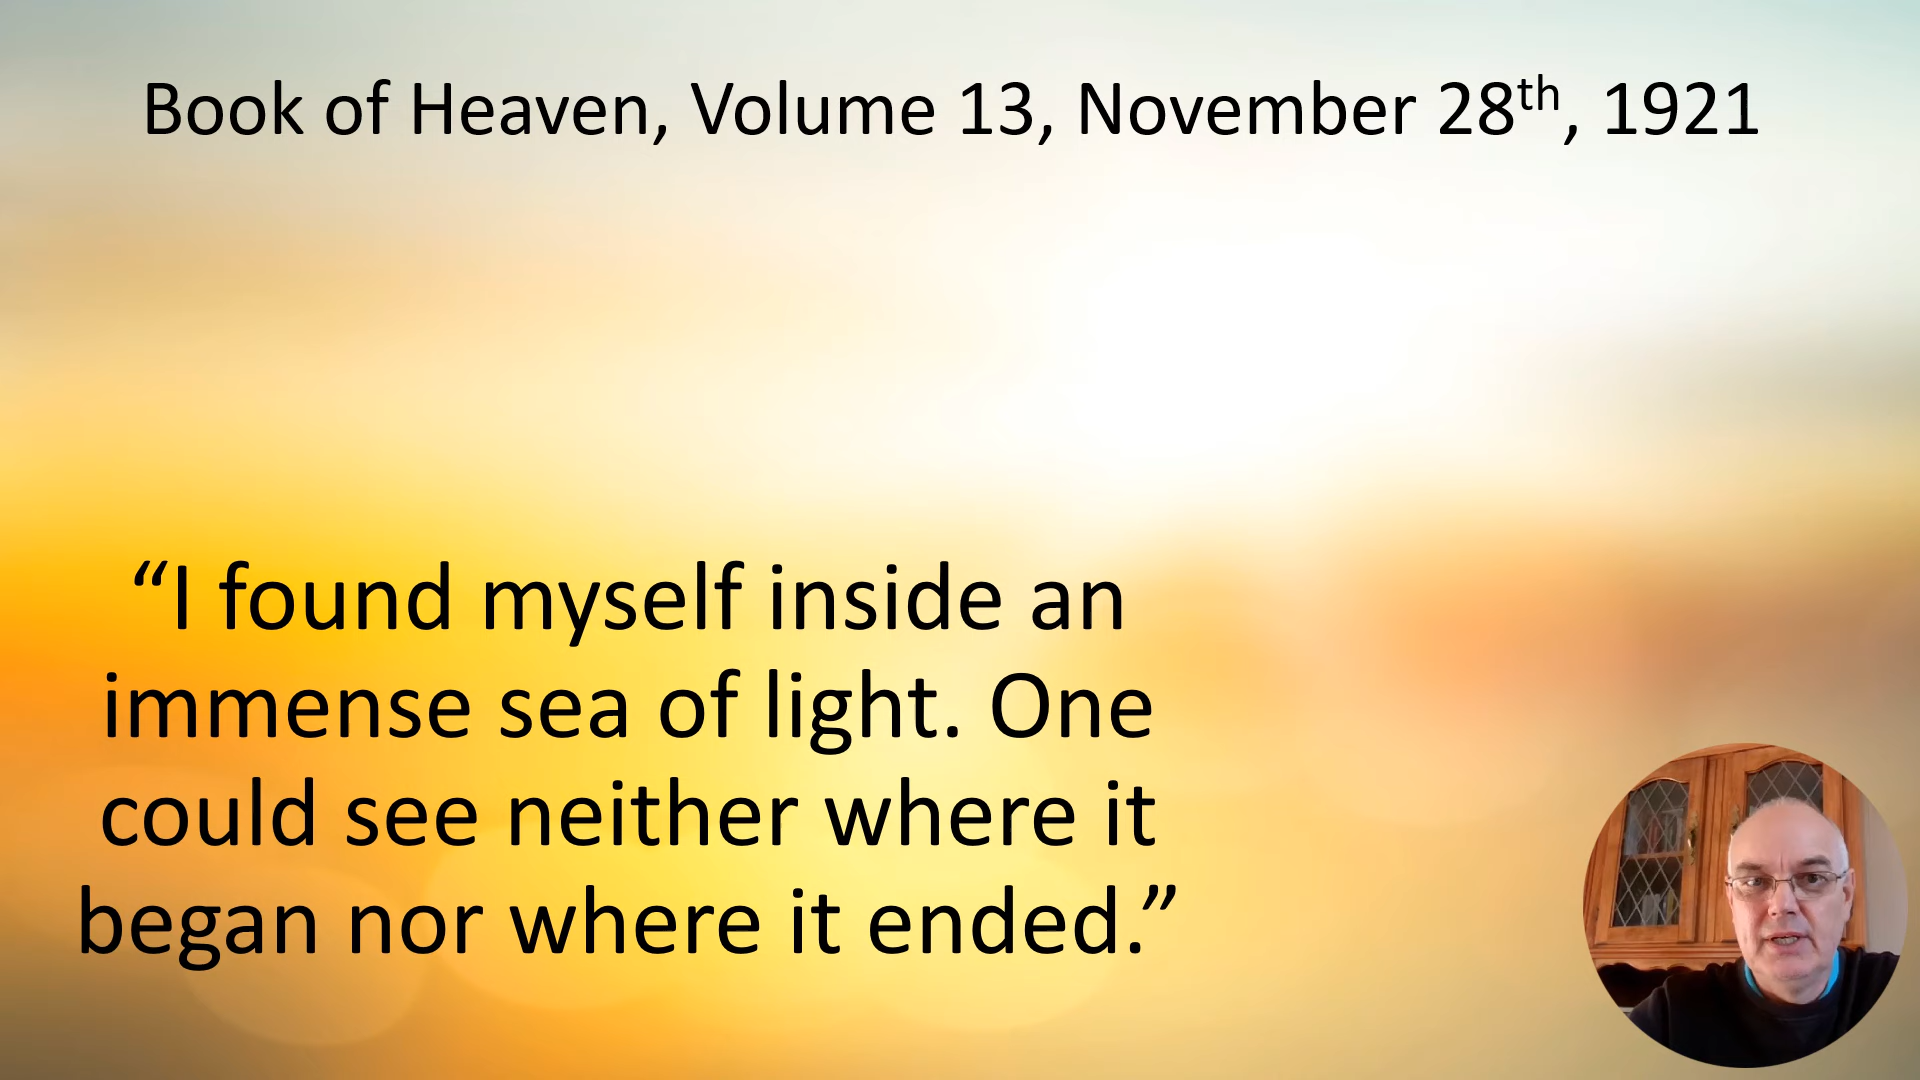 Book of Heaven, Volume 13, November 28th, 1921
“I found myself inside an
immense sea of light. One
could see neither where it
began nor where it ended.”